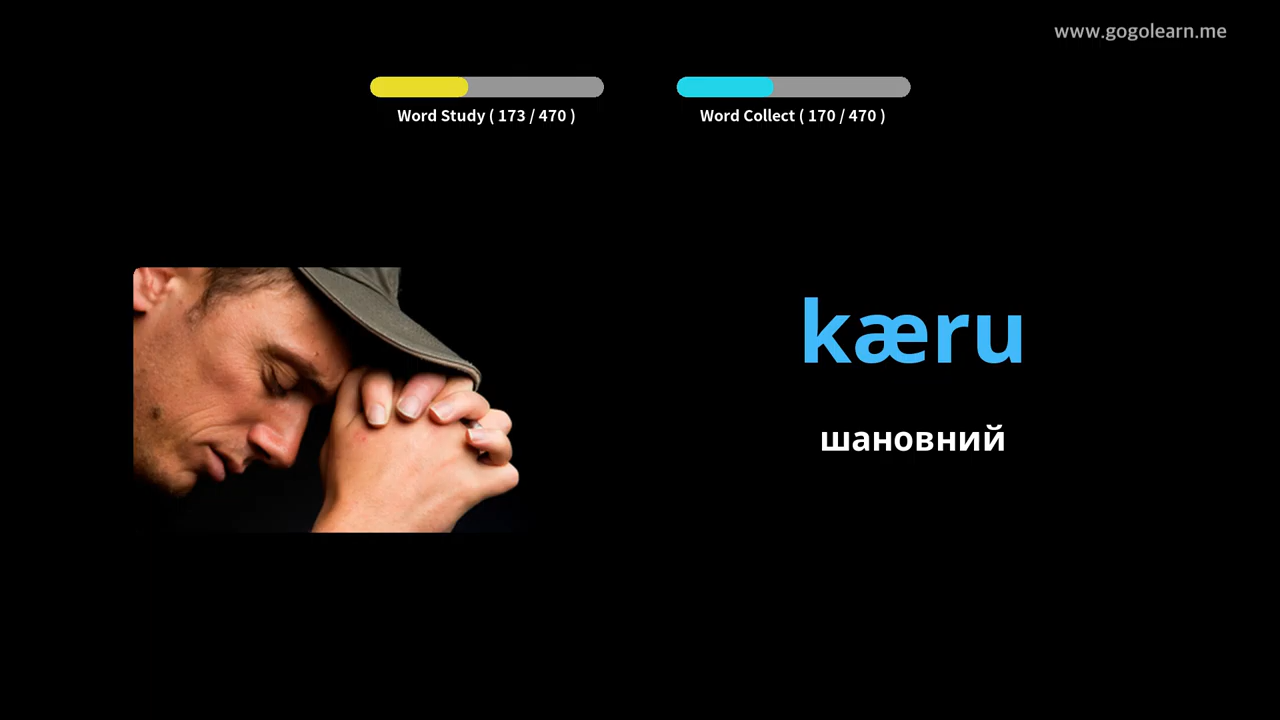 www.gogolearn.me
Word Study ( 173 / 470 )
Word Collect ( 170 / 470 )
kæru
шановний